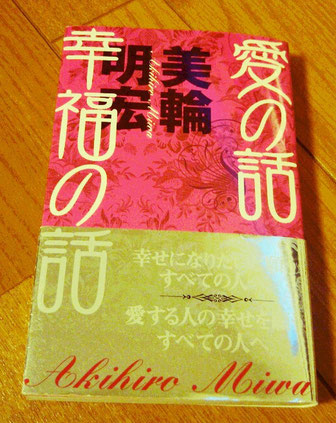 愛の話
幸福の話
美輪
明宏
Akihiro Miwa
幸せになりたい
すべての人へ
愛する人の幸せを
すべての人へ
Akihiro Miwa